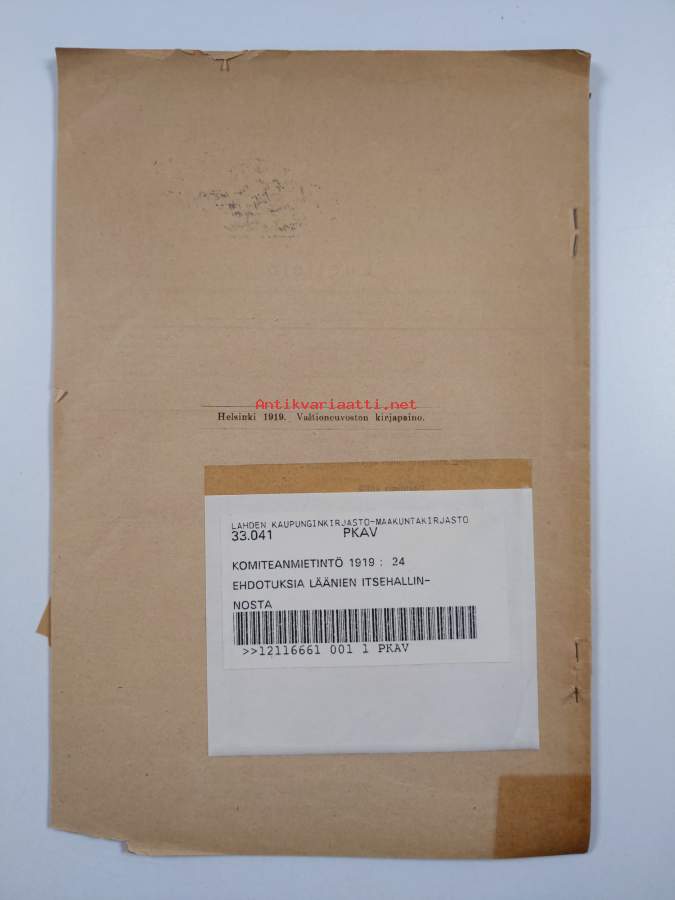 Antikvariaatti.net
Helsinki 1919. Valtioneuvoston kirjapaino.
LAHDEN KAUPUNGINKIRJASTO-MAAKUNTAKIRJASTO
33.041 PKAV
KOMITEANMIETINTÖ 1919 : 24
EHDOTUKSIA LÄÄNIEN ITSEHALLIN-
NOSTA
>>12116661 001 1 PKAV